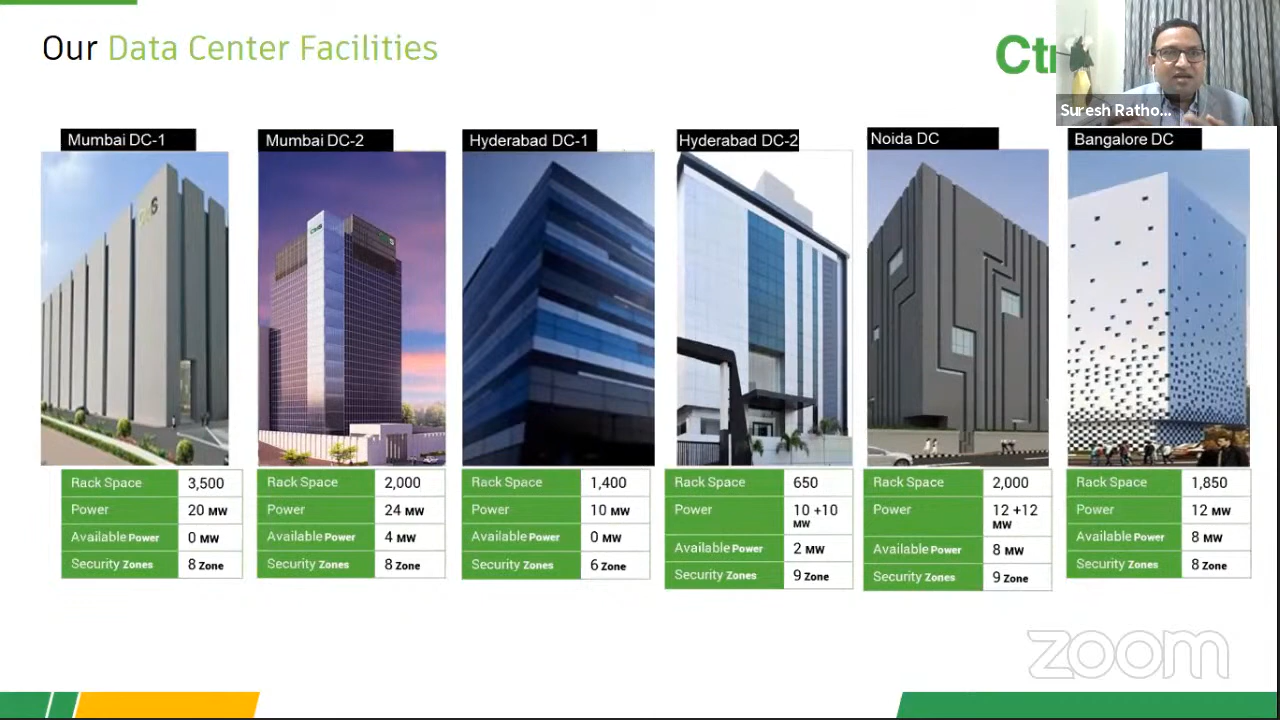 Our Data Center Facilities
Ctr
Suresh Ratho...
Mumbai DC-1
Mumbai DC-2
Hyderabad DC-1
Hyderabad DC-2
Noida DC
Bangalore DC
Rack Space 3,500
Power 20 MW
Available Power 0 MW
Security Zones 8 Zone
Rack Space 2,000
Power 24 MW
Available Power 4 MW
Security Zones 8 Zone
Rack Space 1,400
Power 10 MW
Available Power 0 MW
Security Zones 6 Zone
Rack Space 650
Power 10 +10
MW
Available Power 2 MW
Security Zones 9 Zone
Rack Space 2,000
Power 12 +12
MW
Available Power 8 MW
Security Zones 9 Zone
Rack Space 1,850
Power 12 MW
Available Power 8 MW
Security Zones 8 Zone
zoom